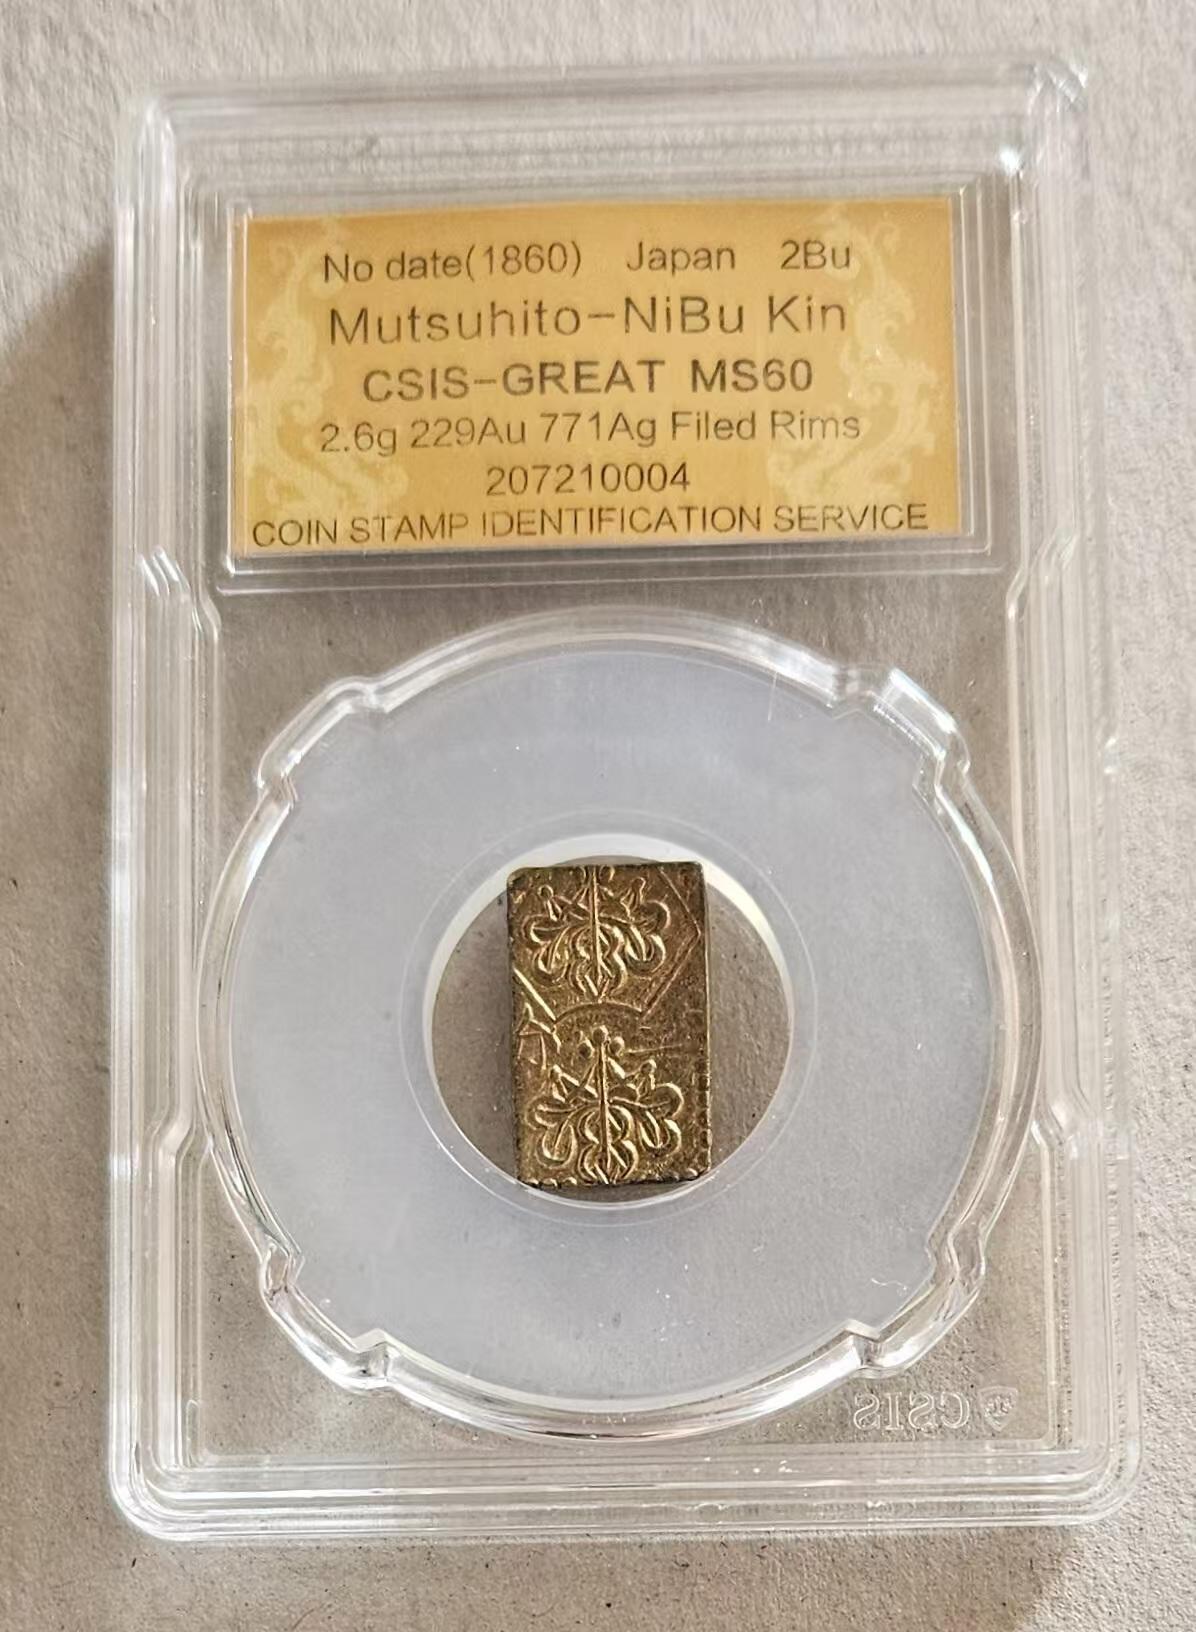 No date(1860) Japan 2Bu
Mutsuhito-NiBu Kin
CSIS-GREAT MS60
2.6g 229Au 771Ag Filed Rims
207210004
COIN STAMP IDENTIFICATION SERVICE
CSIS